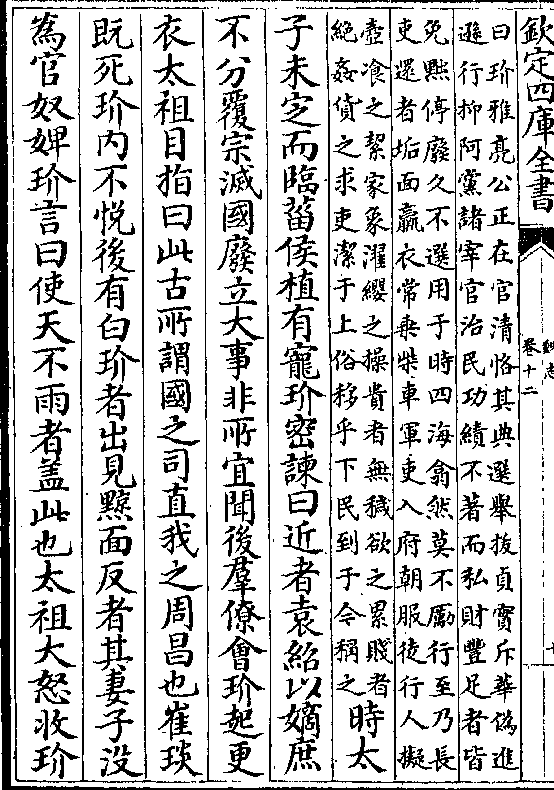 欽定四庫全書
魏志
卷十二
曰玠雅亮公正在官清恪其典選舉拔貞實斥華偽進
遜行抑阿黨諸宰官治民功績不著而私財豐足者皆
免黜停廢久不選用于時四海翕然莫不厲行至乃長
吏還者垢面羸衣常乗柴車軍吏入府朝服徒行人擬
壺飡之絜家象濯纓之操貴者無穢欲之累賤者
絶姦貨之求吏潔于上俗移乎下民到于今稱之
時太
子未定而臨菑侯植有寵玠密諫曰近者袁紹以嫡庶
不分覆宗滅國廢立大事非所宜聞後羣僚會玠起更
衣太祖目指曰此古所謂國之司直我之周昌也崔琰
既死玠内不悦後有白玠者出見黥面反者其妻子没
為官奴婢玠言曰使天不雨者盖此也太祖大怒收玠